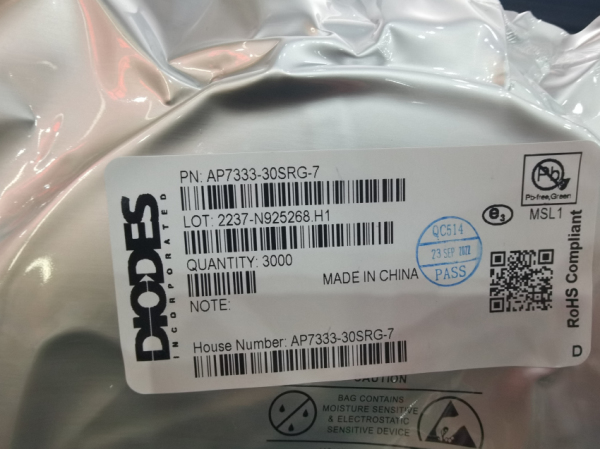 DIODES
INCORPORATED
PN: AP7333-30SRG-7
LOT: 2237-N925268.H1
QUANTITY: 3000
MADE IN CHINA
NOTE:
House Number: AP7333-30SRG-7
QC514
23 SEP 2022
PASS
Pb
Pb-free,Green
e3
MSL1
RoHS Compliant
D
CAUTION
BAG CONTAINS
MOISTURE SENSITIVE
& ELECTROSTATIC
SENSITIVE DEVICE